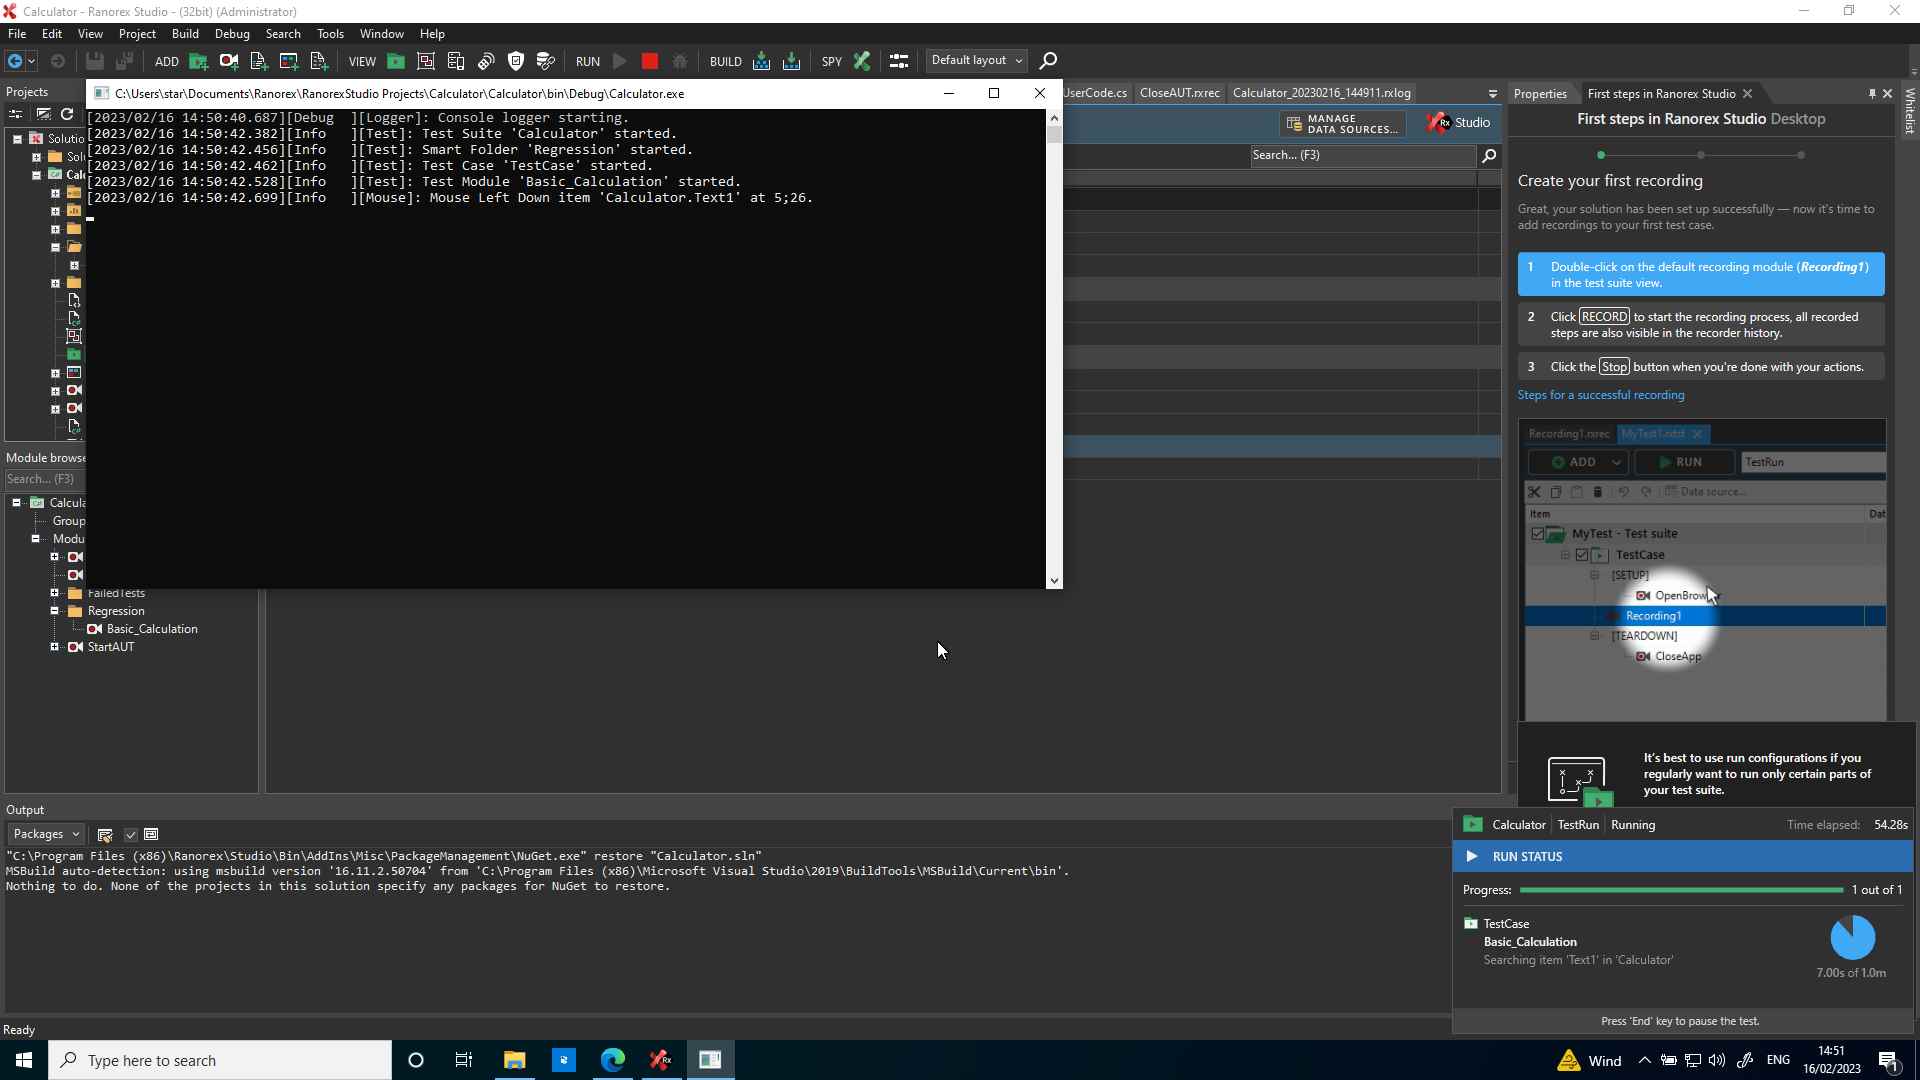 Calculator - Ranorex Studio - (32bit) (Administrator)
File Edit View Project Build Debug Search Tools Window Help
ADD VIEW RUN BUILD SPY Default layout
Projects
C:\Users\star\Documents\Ranorex\RanorexStudio Projects\Calculator\Calculator\bin\Debug\Calculator.exe
[2023/02/16 14:50:40.687][Debug ][Logger]: Console logger starting.
[2023/02/16 14:50:42.382][Info ][Test]: Test Suite 'Calculator' started.
[2023/02/16 14:50:42.456][Info ][Test]: Smart Folder 'Regression' started.
[2023/02/16 14:50:42.462][Info ][Test]: Test Case 'TestCase' started.
[2023/02/16 14:50:42.528][Info ][Test]: Test Module 'Basic_Calculation' started.
[2023/02/16 14:50:42.699][Info ][Mouse]: Mouse Left Down item 'Calculator.Text1' at 5;26.
UserCode.cs CloseAUT.rxrec Calculator_20230216_144911.rxlog
MANAGE
DATA SOURCES...
Rx Studio
Search... (F3)
Solutio
Sol
Cal
Module browse
Search... (F3)
Calcula
Group
Modu
FailedTests
Regression
Basic_Calculation
StartAUT
Properties First steps in Ranorex Studio
Whitelist
First steps in Ranorex Studio Desktop
Create your first recording
Great, your solution has been set up successfully — now it's time to
add recordings to your first test case.
1 Double-click on the default recording module (Recording1)
in the test suite view.
2 Click RECORD to start the recording process, all recorded
steps are also visible in the recorder history.
3 Click the Stop button when you're done with your actions.
Steps for a successful recording
Recording1.rxrec MyTest1.rxtst
ADD RUN TestRun
Data source...
Item Dat
MyTest - Test suite
TestCase
[SETUP]
OpenBrow
Recording1
[TEARDOWN]
CloseApp
It's best to use run configurations if you
regularly want to run only certain parts of
your test suite.
Calculator TestRun Running Time elapsed: 54.28s
RUN STATUS
Progress: 1 out of 1
TestCase
Basic_Calculation
Searching item 'Text1' in 'Calculator'
7.00s of 1.0m
Press 'End' key to pause the test.
Output
Packages
"C:\Program Files (x86)\Ranorex\Studio\Bin\AddIns\Misc\PackageManagement\NuGet.exe" restore "Calculator.sln"
MSBuild auto-detection: using msbuild version '16.11.2.50704' from 'C:\Program Files (x86)\Microsoft Visual Studio\2019\BuildTools\MSBuild\Current\bin'.
Nothing to do. None of the projects in this solution specify any packages for NuGet to restore.
Ready
Type here to search
Wind
ENG
14:51
16/02/2023
1